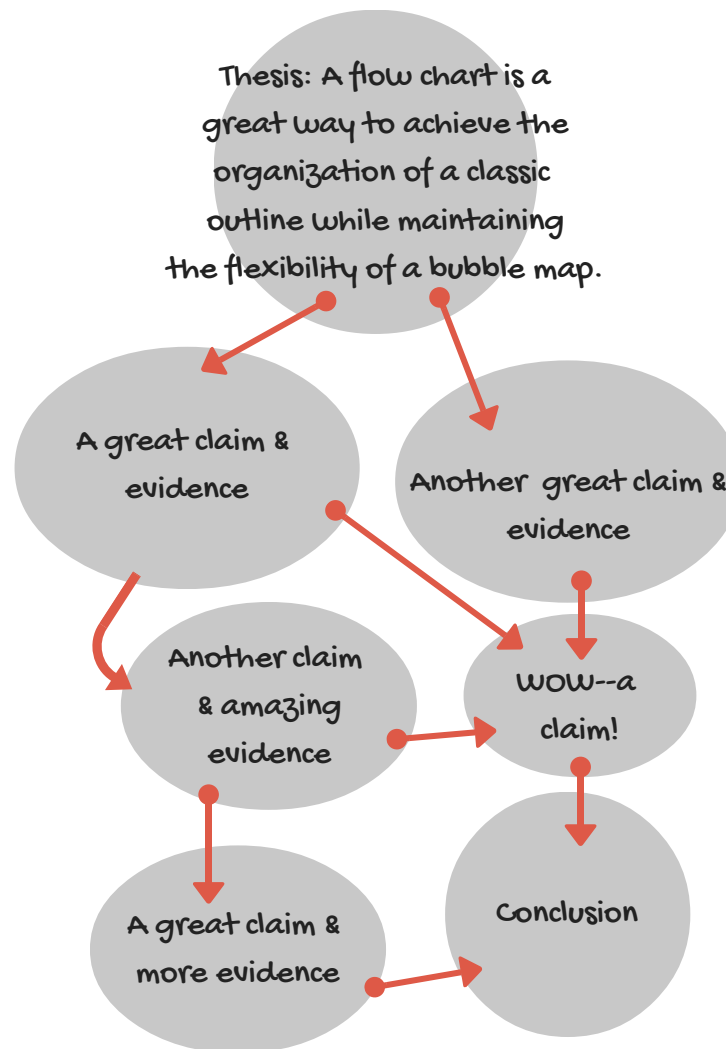 Thesis: A flow chart is a
great way to achieve the
organization of a classic
outline while maintaining
the flexibility of a bubble map.
A great claim &
evidence
Another great claim &
evidence
Another claim
& amazing
evidence
WOW--a
claim!
A great claim &
more evidence
Conclusion